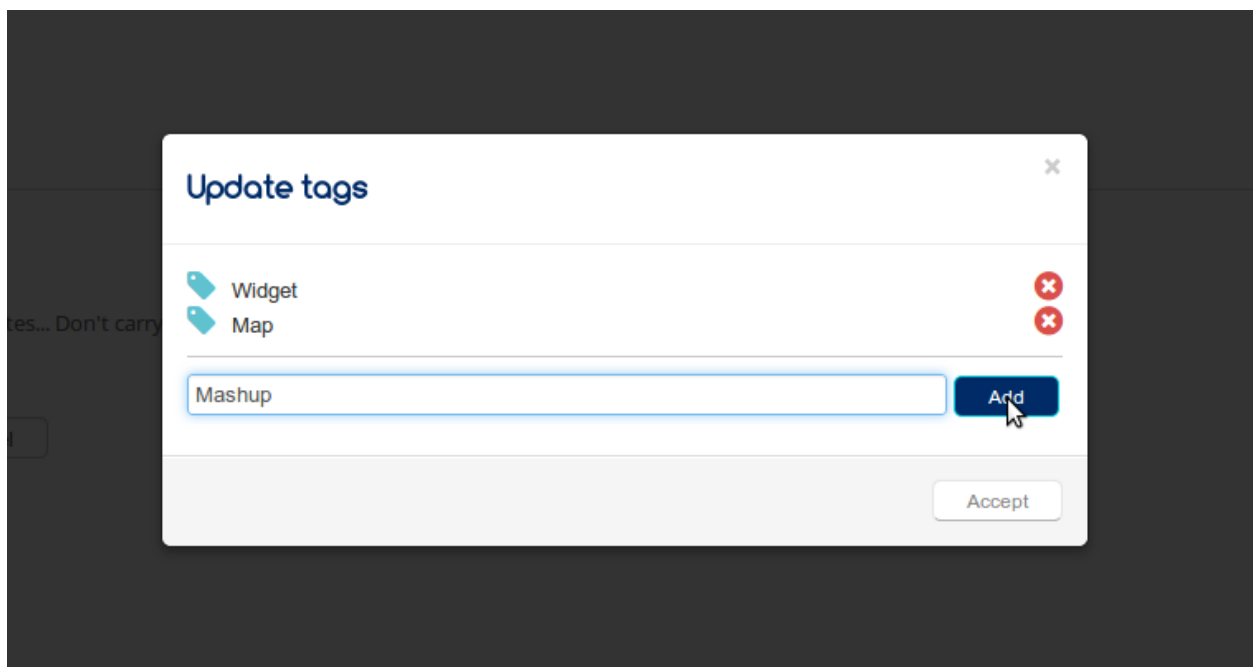 Update tags
×
Widget
Map
tes... Don't carry
Mashup
Add
l
Accept